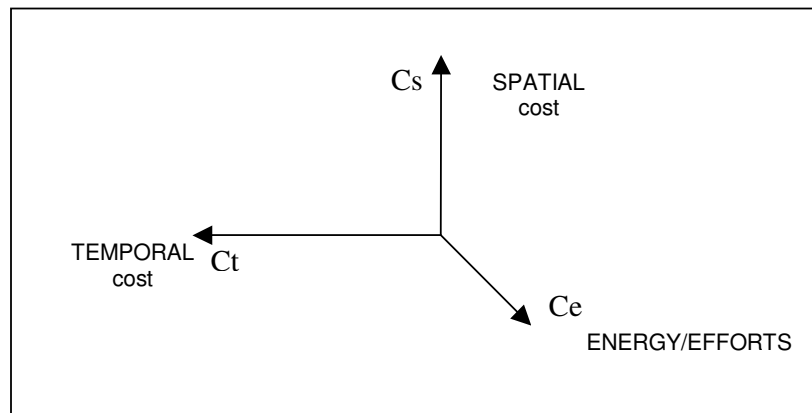 Cs
SPATIAL
cost
TEMPORAL
cost
Ct
Ce
ENERGY/EFFORTS